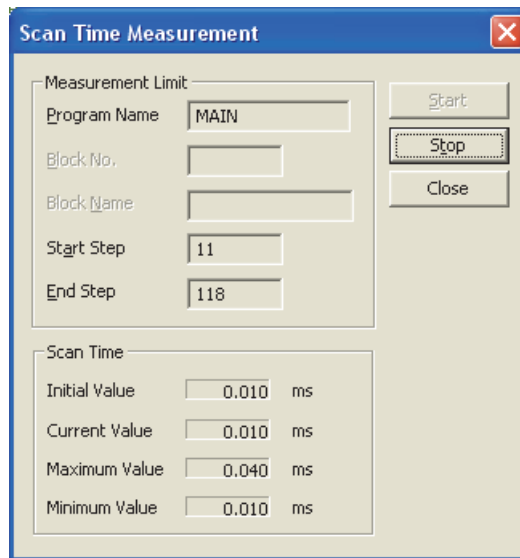 Scan Time Measurement
Measurement Limit
Program Name MAIN
Block No.
Block Name
Start Step 11
End Step 118
Start
Stop
Close
Scan Time
Initial Value 0.010 ms
Current Value 0.010 ms
Maximum Value 0.040 ms
Minimum Value 0.010 ms